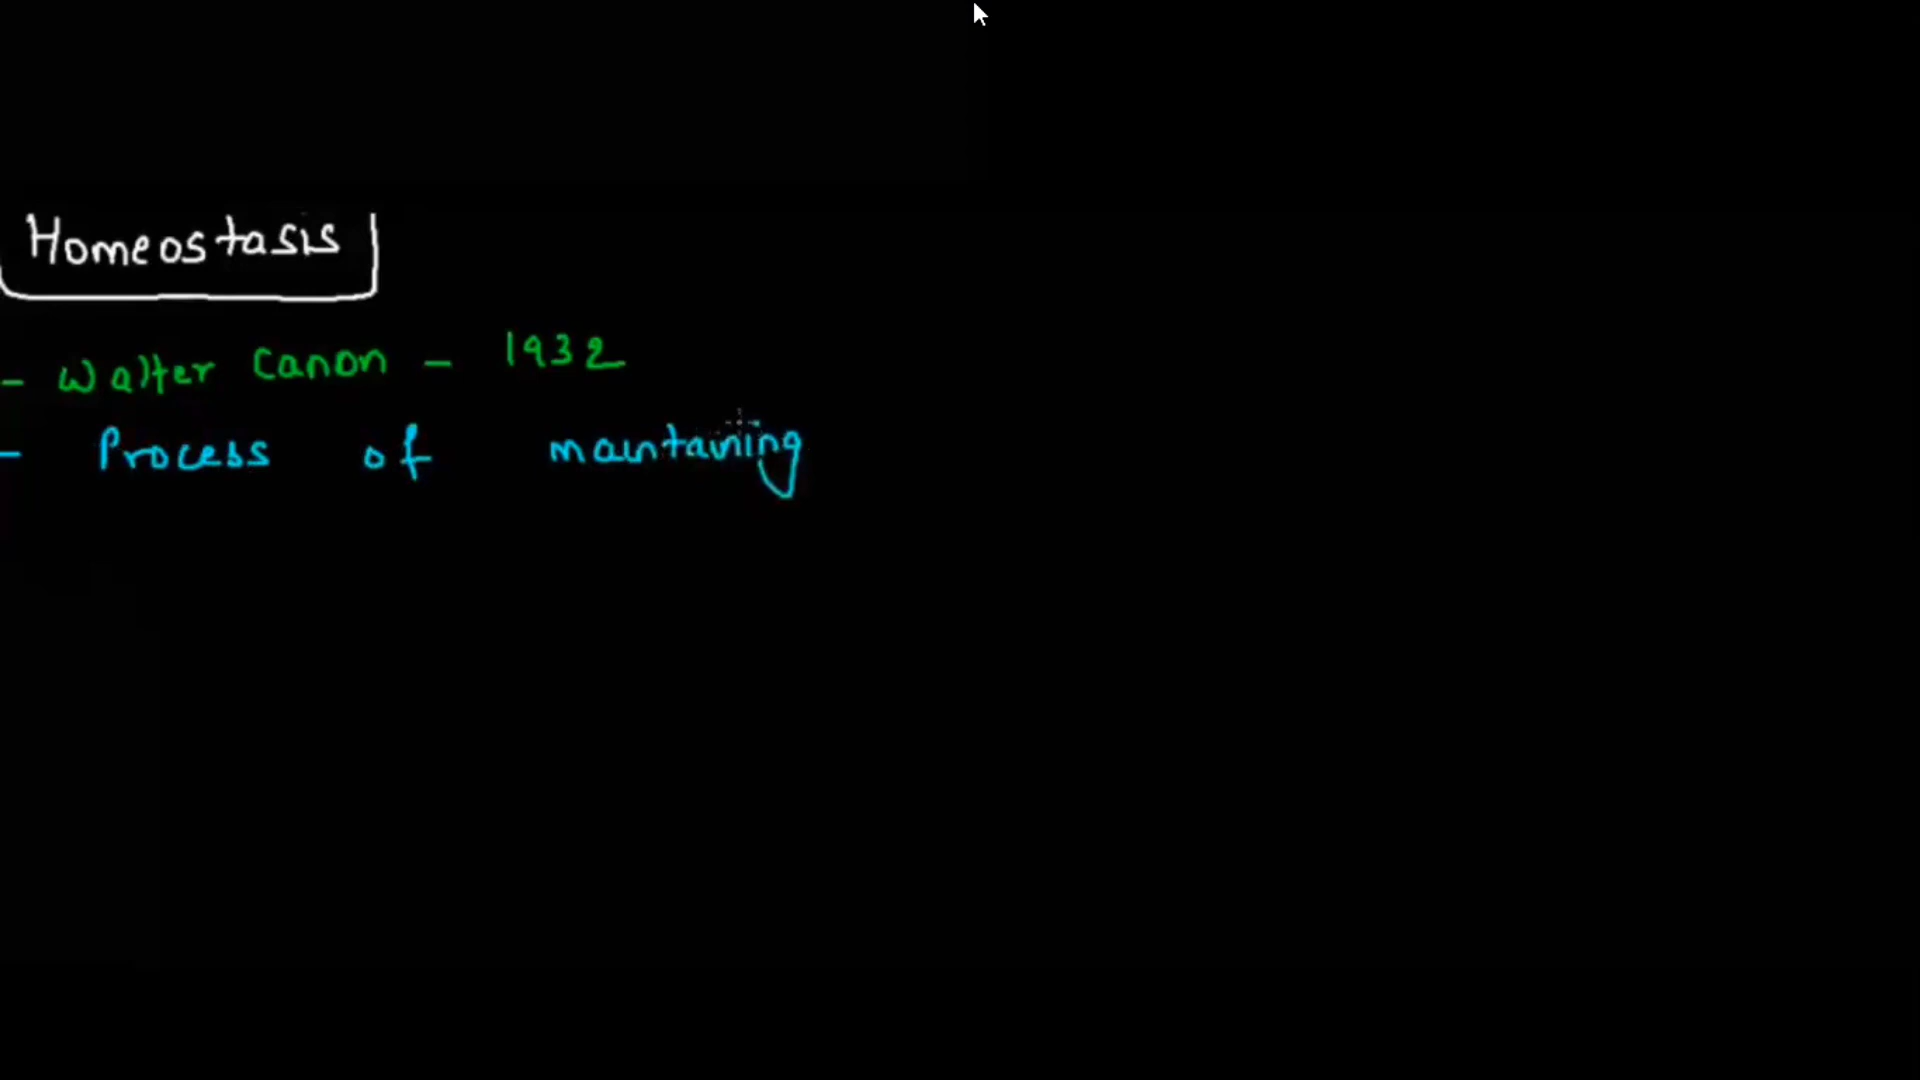 Homeostasis
- Walter Canon - 1932
- Process of maintaining